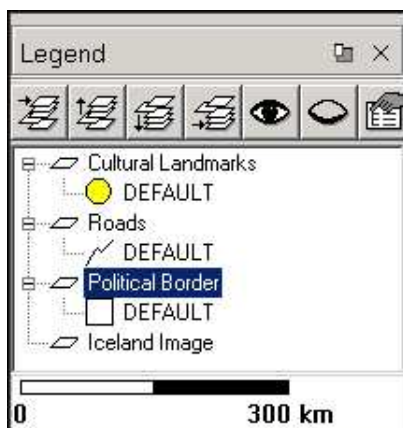 Legend
Cultural Landmarks
DEFAULT
Roads
DEFAULT
Political Border
DEFAULT
Iceland Image
0 300 km